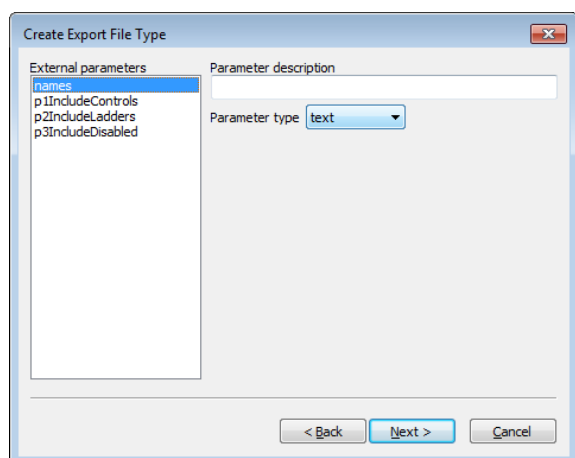 Create Export File Type
External parameters
names
p1IncludeControls
p2IncludeLadders
p3IncludeDisabled
Parameter description
Parameter type text
< Back Next > Cancel